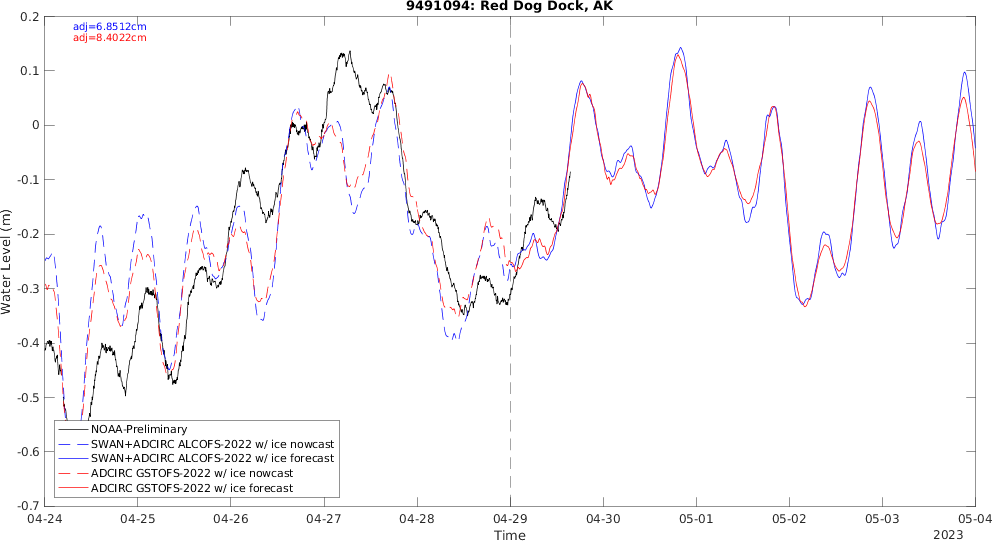 9491094: Red Dog Dock, AK
adj=6.8512cm
adj=8.4022cm
Water Level (m)
0.2
0.1
0
-0.1
-0.2
-0.3
-0.4
-0.5
-0.6
-0.7
NOAA-Preliminary
SWAN+ADCIRC ALCOFS-2022 w/ ice nowcast
SWAN+ADCIRC ALCOFS-2022 w/ ice forecast
ADCIRC GSTOFS-2022 w/ ice nowcast
ADCIRC GSTOFS-2022 w/ ice forecast
04-24 04-25 04-26 04-27 04-28 04-29 04-30 05-01 05-02 05-03 05-04
Time
2023